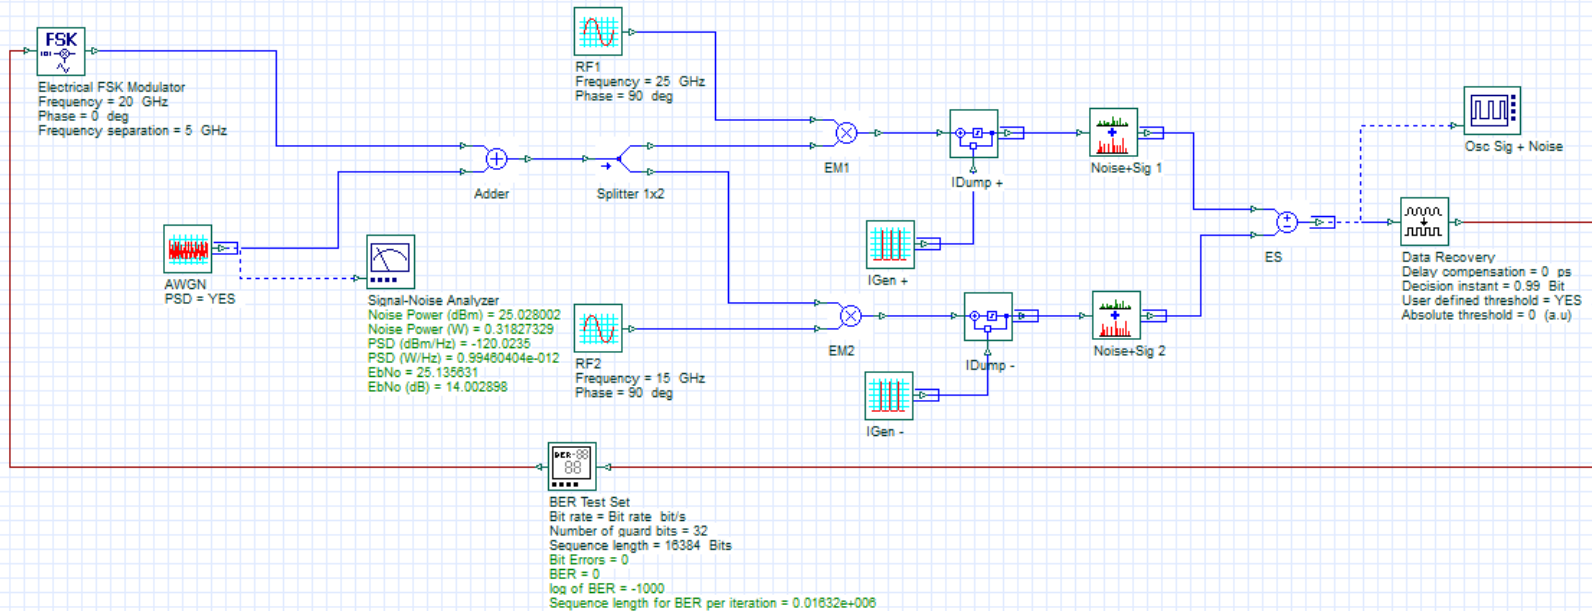 FSK
Electrical FSK Modulator
Frequency = 20 GHz
Phase = 0 deg
Frequency separation = 5 GHz
RF1
Frequency = 25 GHz
Phase = 90 deg
Adder
Splitter 1x2
EM1
IDump +
Noise+Sig 1
Osc Sig + Noise
AWGN
PSD = YES
Signal-Noise Analyzer
Noise Power (dBm) = 25.028002
Noise Power (W) = 0.31827329
PSD (dBm/Hz) = -120.0235
PSD (W/Hz) = 0.99460404e-012
EbNo = 25.135631
EbNo (dB) = 14.002898
IGen +
ES
Data Recovery
Delay compensation = 0 ps
Decision instant = 0.99 Bit
User defined threshold = YES
Absolute threshold = 0 (a.u)
RF2
Frequency = 15 GHz
Phase = 90 deg
EM2
IDump -
Noise+Sig 2
IGen -
BER-88
88
BER Test Set
Bit rate = Bit rate bit/s
Number of guard bits = 32
Sequence length = 16384 Bits
Bit Errors = 0
BER = 0
log of BER = -1000
Sequence length for BER per iteration = 0.01632e+006